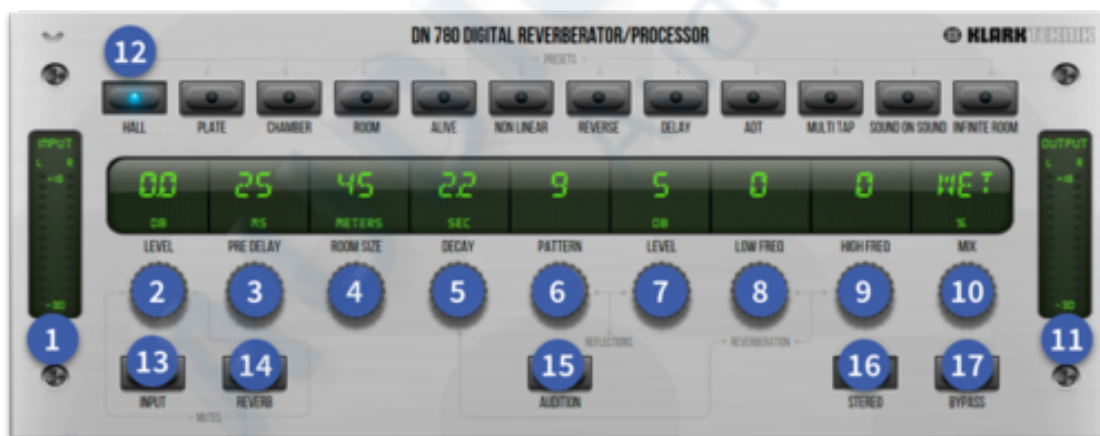 DN 780 DIGITAL REVERBERATOR/PROCESSOR
KLARK TEKNIK
12
PRESETS
HALL PLATE CHAMBER ROOM ALIVE NON LINEAR REVERSE DELAY ADT MULTI TAP SOUND ON SOUND INFINITE ROOM
INPUT
L R
+18
-30
OUTPUT
L R
+18
-30
0.0 25 45 2.2 9 5 0 0 WET
DB MS METERS SEC DB %
LEVEL PRE DELAY ROOM SIZE DECAY PATTERN LEVEL LOW FREQ HIGH FREQ MIX
2 3 4 5 6 7 8 9 10
1 11
REFLECTIONS REVERBERATION
13 14 15 16 17
INPUT REVERB AUDITION STEREO BYPASS
MUTES